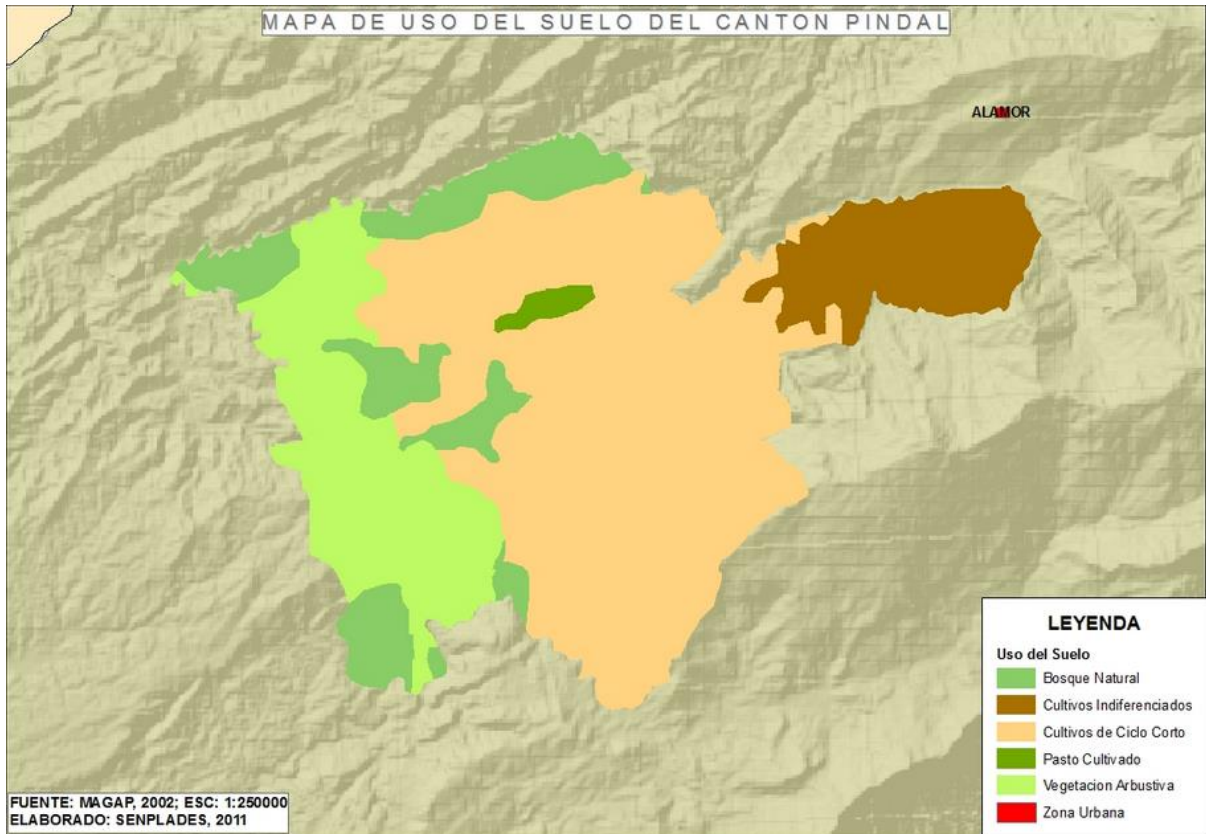 MAPA DE USO DEL SUELO DEL CANTON PINDAL
ALAMOR
LEYENDA
Uso del Suelo
Bosque Natural
Cultivos Indiferenciados
Cultivos de Ciclo Corto
Pasto Cultivado
Vegetacion Arbustiva
Zona Urbana
FUENTE: MAGAP, 2002; ESC: 1:250000
ELABORADO: SENPLADES, 2011